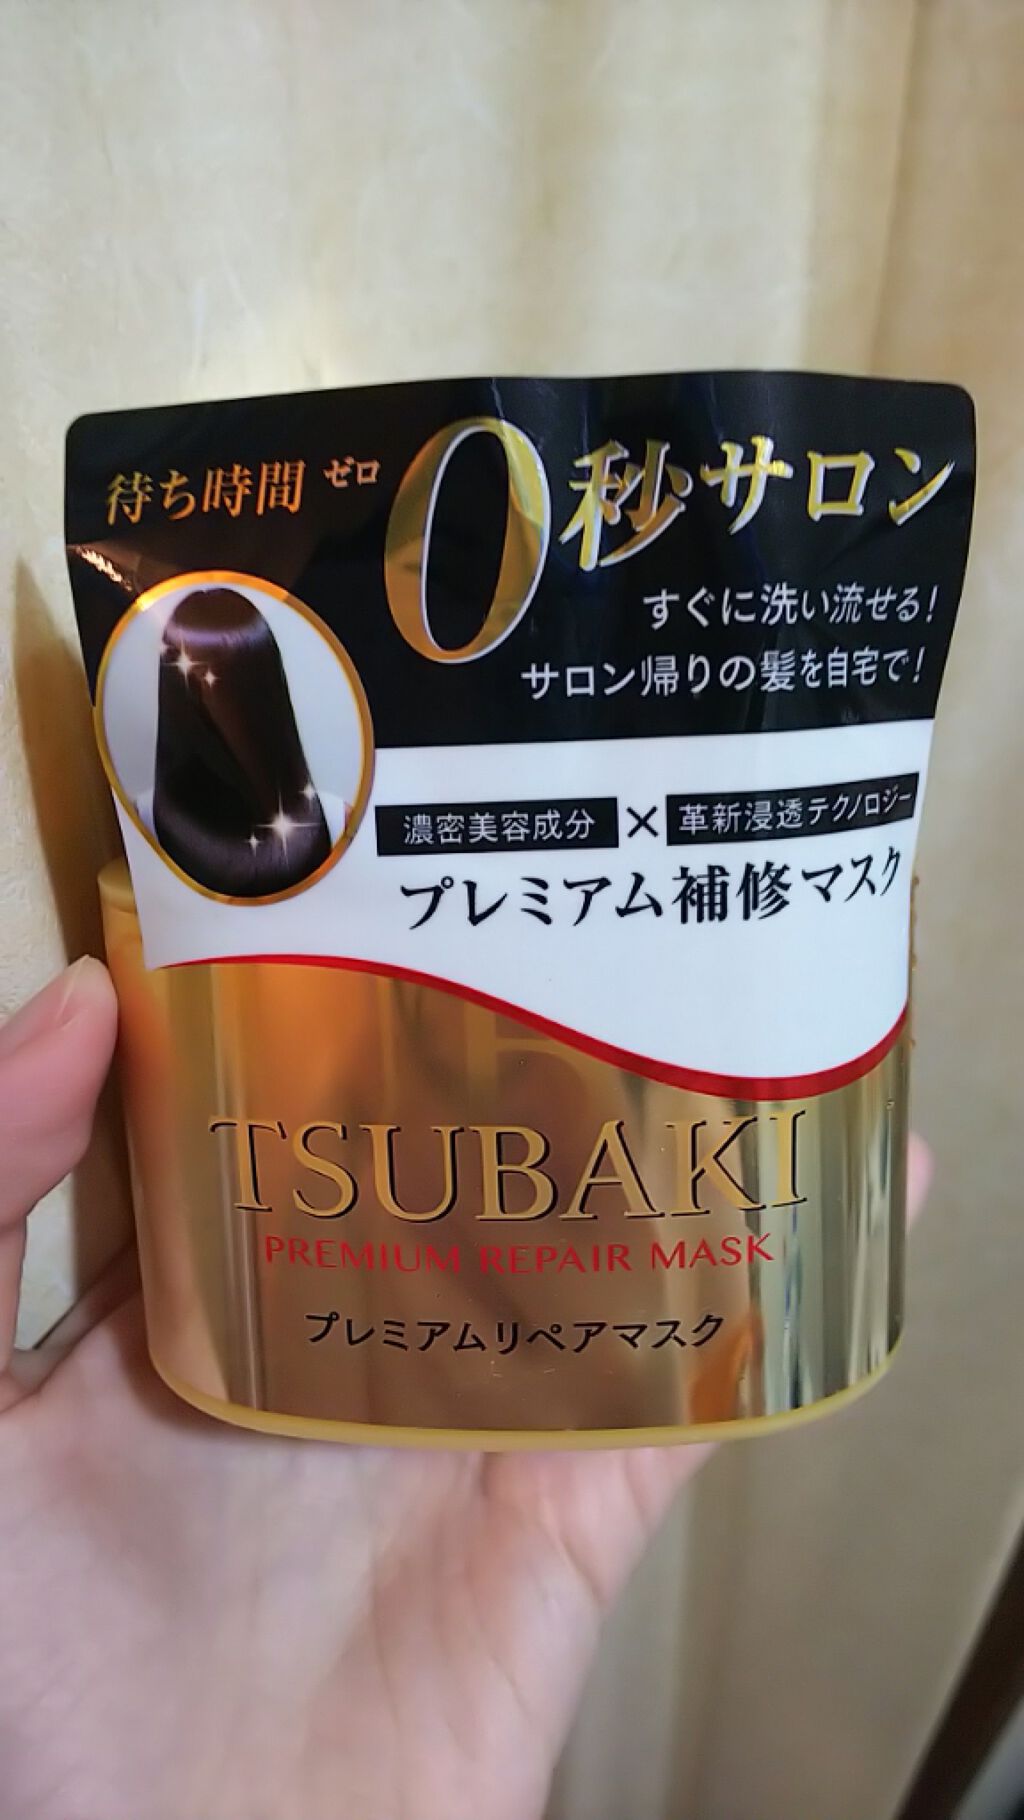 待ち時間 ゼロ 0秒サロン
すぐに洗い流せる!
サロン帰りの髪を自宅で!
濃密美容成分 × 革新浸透テクノロジー
プレミアム補修マスク
TSUBAKI
PREMIUM REPAIR MASK
プレミアムリペアマスク